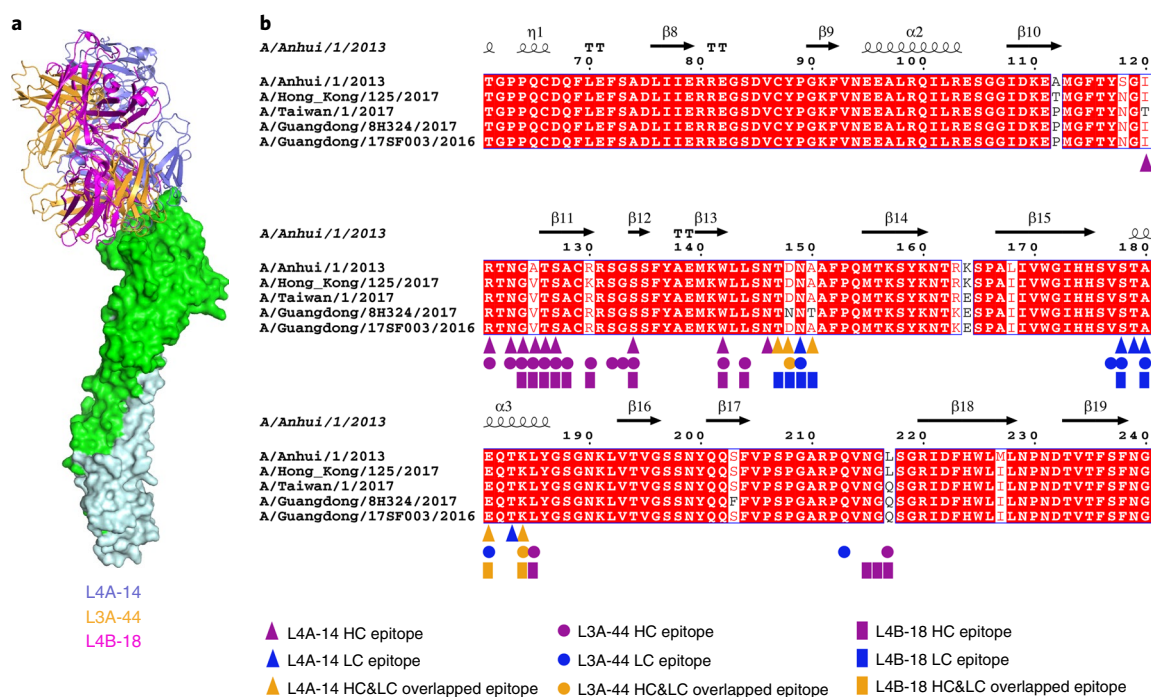 a
b
L4A-14
L3A-44
L4B-18
A/Anhui/1/2013 η1 TT β8 TT β9 α2 β10
70 80 90 100 110 120
A/Anhui/1/2013 TGPPQCDQFLEFSADLIIERREGSDVCYPGKFVNEEALRQILRESGGIDKEAMGFTYSGI
A/Hong_Kong/125/2017 TGPPQCDQFLEFSADLIIERREGSDVCYPGKFVNEEALRQILRESGGIDKETMGFTYNGI
A/Taiwan/1/2017 TGPPQCDQFLEFSADLIIERREGSDVCYPGKFVNEEALRQILRESGGIDKEPMGFTYNGT
A/Guangdong/8H324/2017 TGPPQCDQFLEFSADLIIERREGSDVCYPGKFVNEEALRQILRESGGIDKEPMGFTYNGI
A/Guangdong/17SF003/2016 TGPPQCDQFLEFSADLIIERREGSDVCYPGKFVNEEALRQILRESGGIDKEPMGFTYNGI
A/Anhui/1/2013 β11 β12 TT β13 β14 β15
130 140 150 160 170 180
A/Anhui/1/2013 RTNGATSACRRSGSSFYAEMKWLLSNTDNAAFPQMTKSYKNTRKSPALIVWGIHHSVSTA
A/Hong_Kong/125/2017 RTNGVTSACKRSGSSFYAEMKWLLSNTDNAAFPQMTKSYKNTRKSPAIIVWGIHHSVSTA
A/Taiwan/1/2017 RTNGVTSACRRSGSSFYAEMKWLLSNTDNAAFPQMTKSYKNTRESPAIIVWGIHHSVSTA
A/Guangdong/8H324/2017 RTNGVTSACRRSGSSFYAEMKWLLSNTNNTAFPQMTKSYKNTRESPAIIVWGIHHSVSTA
A/Guangdong/17SF003/2016 RTNGVTSACRRSGSSFYAEMKWLLSNTDNAAFPQMTKSYKNTKESPAIIVWGIHHSVSTA
A/Anhui/1/2013 α3 β16 β17 β18 β19
190 200 210 220 230 240
A/Anhui/1/2013 EQTKLYGSGNKLVTVGSSNYQQSFVPSPGARPQVNGLSGRIDFHWLMLNPNDTVTFSFNG
A/Hong_Kong/125/2017 EQTKLYGSGNKLVTVGSSNYQQSFVPSPGARPQVNGLSGRIDFHWLILNPNDTVTFSFNG
A/Taiwan/1/2017 EQTKLYGSGNKLVTVGSSNYQQSFVPSPGARPQVNGQSGRIDFHWLILNPNDTVTFSFNG
A/Guangdong/8H324/2017 EQTKLYGSGNKLVTVGSSNYQQFFVPSPGARPQVNGQSGRIDFHWLILNPNDTVTFSFNG
A/Guangdong/17SF003/2016 EQTKLYGSGNKLVTVGSSNYQQSFVPSPGARPQVNGQSGRIDFHWLILNPNDTVTFSFNG
L4A-14 HC epitope L3A-44 HC epitope L4B-18 HC epitope
L4A-14 LC epitope L3A-44 LC epitope L4B-18 LC epitope
L4A-14 HC&LC overlapped epitope L3A-44 HC&LC overlapped epitope L4B-18 HC&LC overlapped epitope